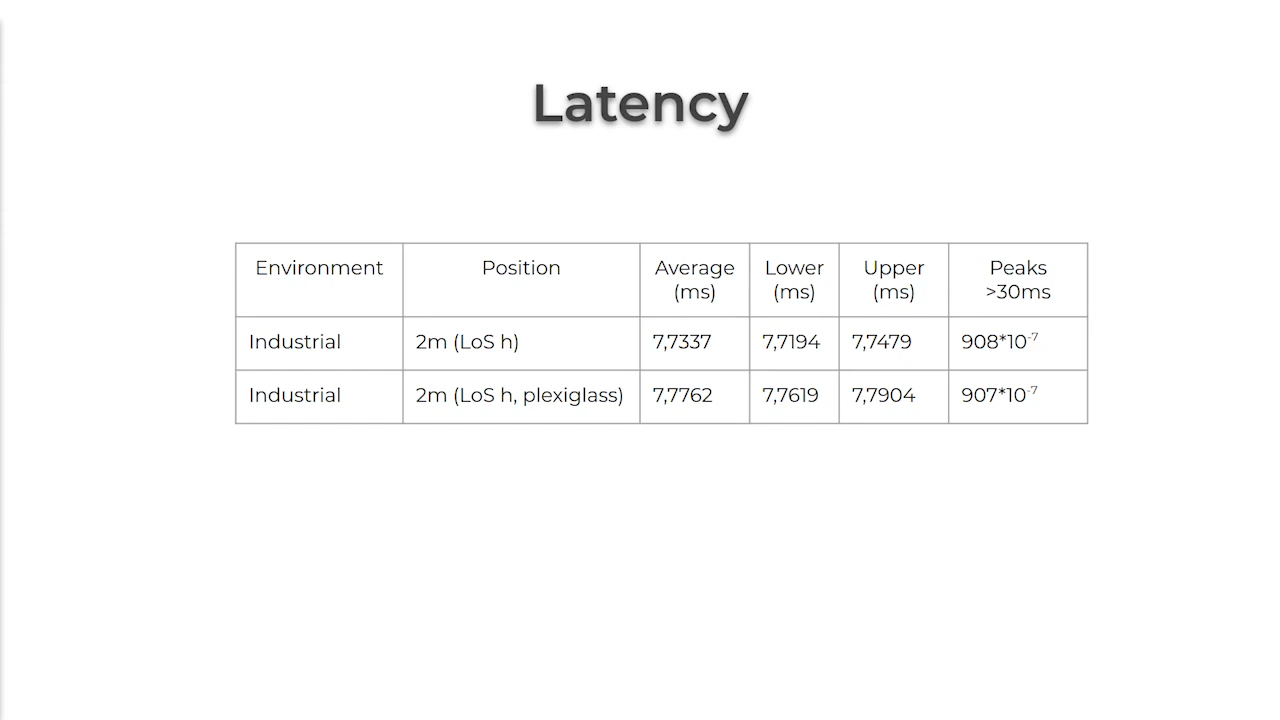 Latency
Environment Position Average (ms) Lower (ms) Upper (ms) Peaks >30ms
Industrial 2m (LoS h) 7,7337 7,7194 7,7479 908*10⁻⁷
Industrial 2m (LoS h, plexiglass) 7,7762 7,7619 7,7904 907*10⁻⁷